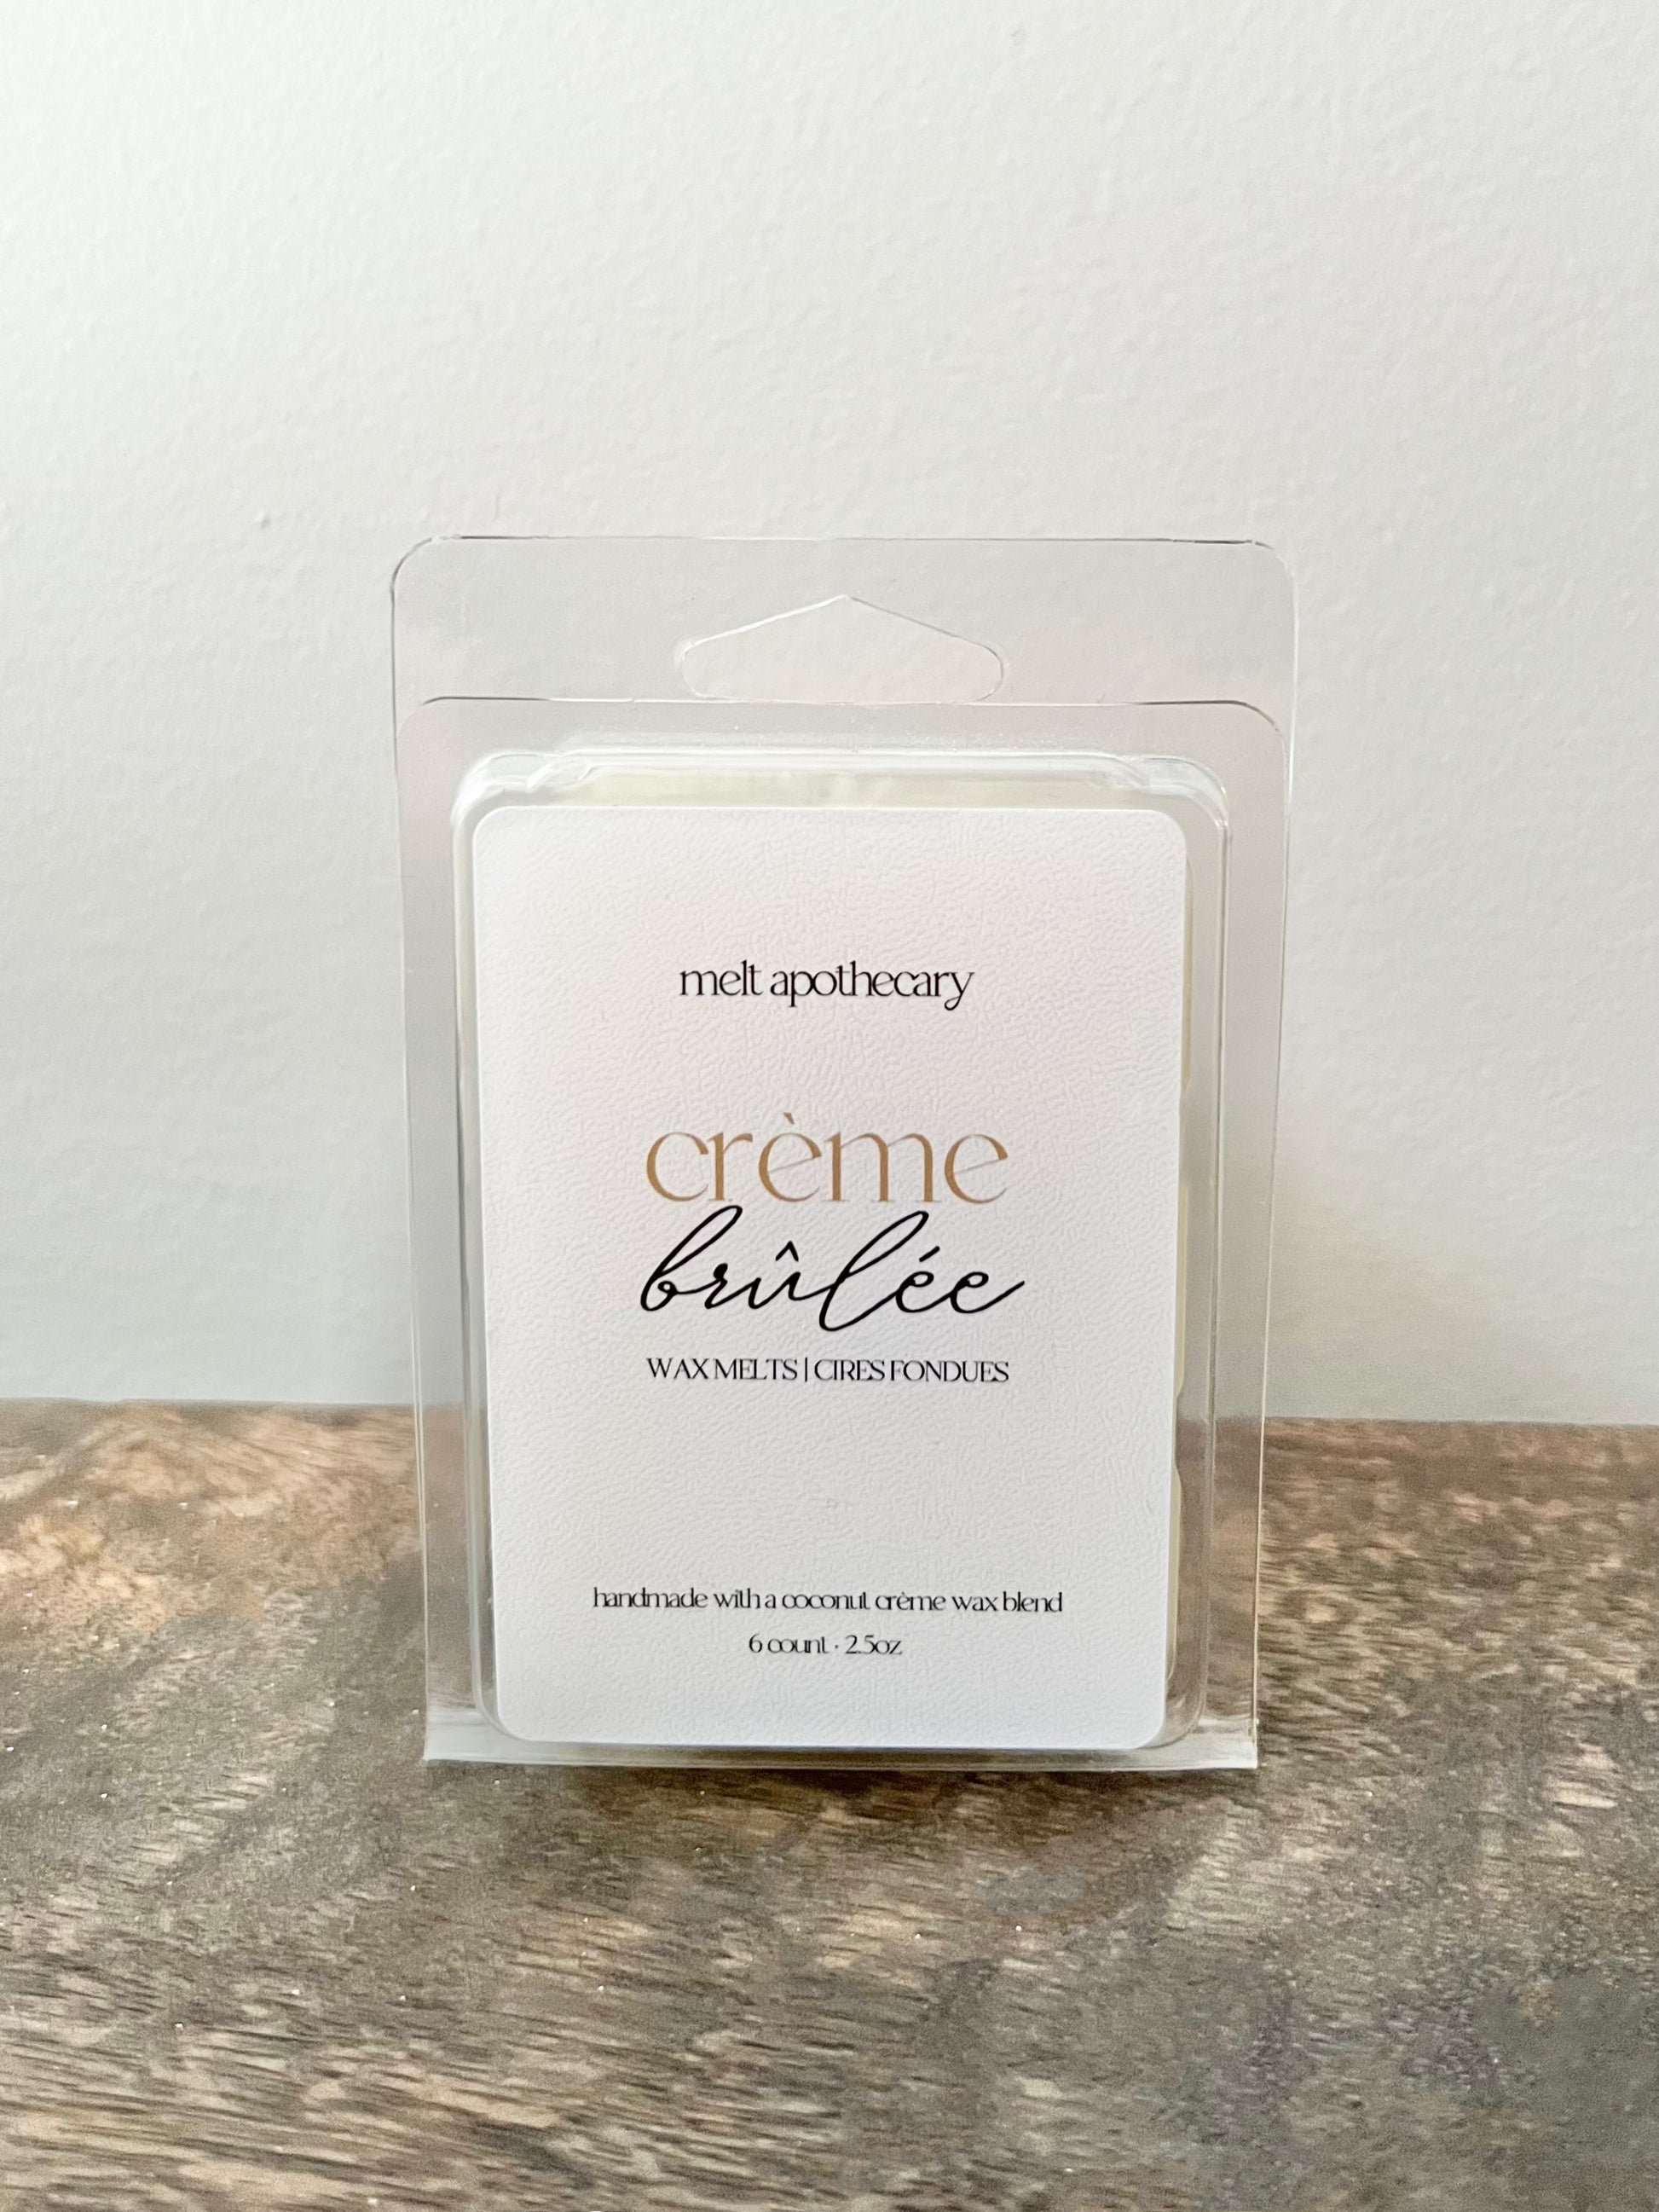 melt apothecary
crème
brûlée
WAX MELTS | CIRES FONDUES
handmade with a coconut crème wax blend
6 count · 2.5oz